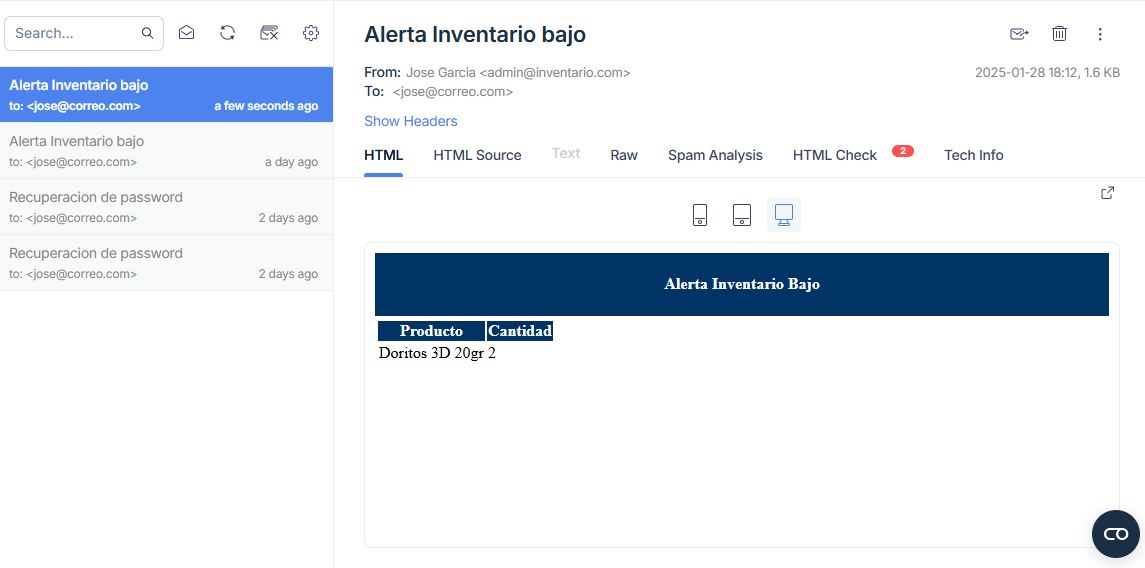 Search...
Alerta Inventario bajo
to: <jose@correo.com> a few seconds ago
Alerta Inventario bajo
to: <jose@correo.com> a day ago
Recuperacion de password
to: <jose@correo.com> 2 days ago
Recuperacion de password
to: <jose@correo.com> 2 days ago
Alerta Inventario bajo
From: Jose Garcia <admin@inventario.com> 2025-01-28 18:12, 1.6 KB
To: <jose@correo.com>
Show Headers
HTML HTML Source Text Raw Spam Analysis HTML Check 2 Tech Info
Alerta Inventario Bajo
Producto Cantidad
Doritos 3D 20gr 2